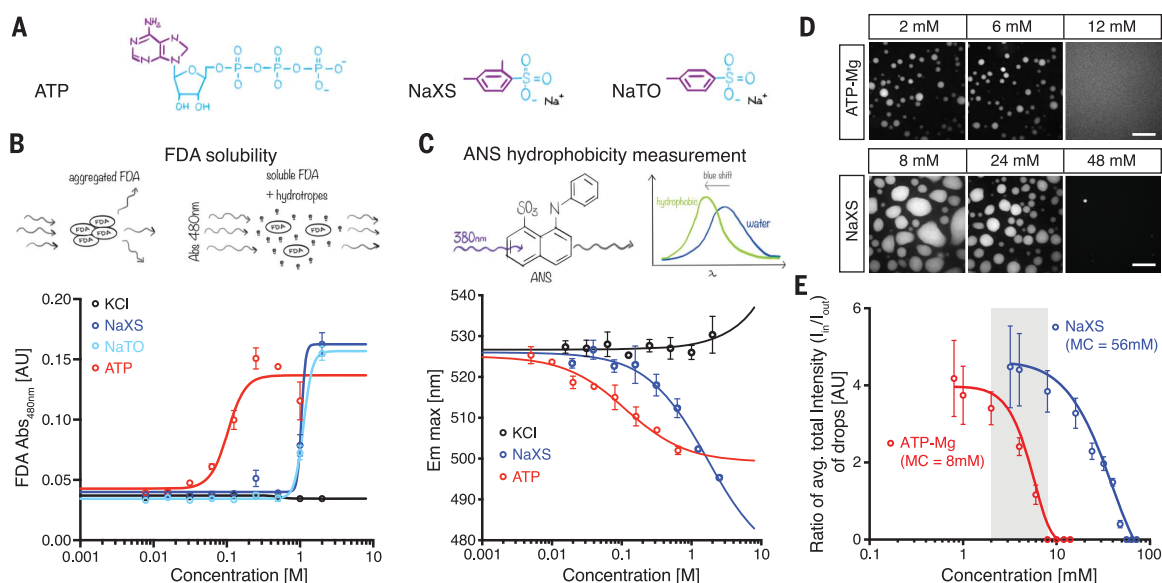 A
NH₂
N
N
N
N
ATP
O
OH OH
O
O
P
O
O⁻
O
P
O
O⁻
O
P
O⁻
O⁻
NaXS
S
O
O
O⁻
Na⁺
NaTO
S
O
O
O⁻
Na⁺
B
FDA solubility
aggregated FDA
FDA
FDA
FDA
FDA
Abs 480nm
soluble FDA
+ hydrotropes
FDA
FDA
FDA
KCl
NaXS
NaTO
ATP
FDA Abs480nm [AU]
0.20
0.15
0.10
0.05
0.00
0.001 0.01 0.1 1 10
Concentration [M]
C
ANS hydrophobicity measurement
380nm
SO₃
N
ANS
blue shift
hydrophobic
water
λ
Em max [nm]
540
530
520
510
500
490
480
KCl
NaXS
ATP
0.001 0.01 0.1 1 10
Concentration [M]
D
2 mM 6 mM 12 mM
ATP-Mg
8 mM 24 mM 48 mM
NaXS
E
Ratio of avg. total Intensity (Iin/Iout)
of drops [AU]
6
4
2
0
NaXS
(MC = 56mM)
ATP-Mg
(MC = 8mM)
0.1 1 10 100
Concentration [mM]